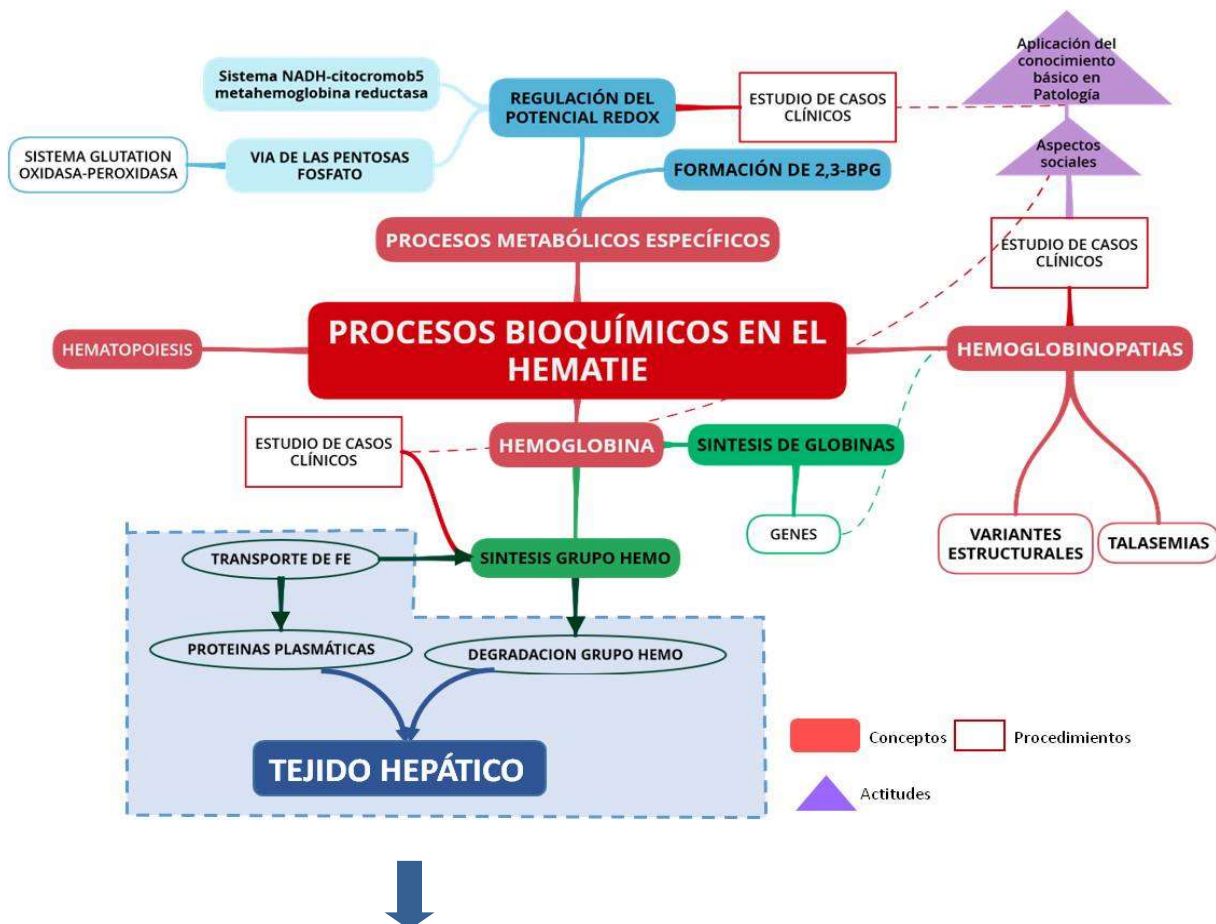 Aplicación del
conocimiento
básico en
Patología
Sistema NADH-citocromob5
metahemoglobina reductasa
REGULACIÓN DEL
POTENCIAL REDOX
ESTUDIO DE CASOS
CLÍNICOS
SISTEMA GLUTATION
OXIDASA-PEROXIDASA
VIA DE LAS PENTOSAS
FOSFATO
FORMACIÓN DE 2,3-BPG
Aspectos
sociales
PROCESOS METABÓLICOS ESPECÍFICOS
ESTUDIO DE CASOS
CLÍNICOS
HEMATOPOIESIS
PROCESOS BIOQUÍMICOS EN EL
HEMATIE
HEMOGLOBINOPATIAS
ESTUDIO DE CASOS
CLÍNICOS
HEMOGLOBINA
SINTESIS DE GLOBINAS
GENES
VARIANTES
ESTRUCTURALES
TALASEMIAS
TRANSPORTE DE FE
SINTESIS GRUPO HEMO
PROTEINAS PLASMÁTICAS
DEGRADACION GRUPO HEMO
TEJIDO HEPÁTICO
Conceptos
Procedimientos
Actitudes